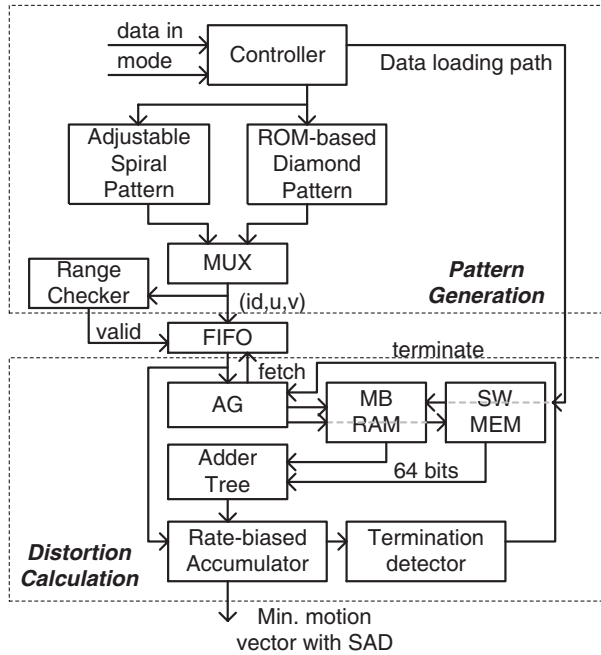 data in
mode
Controller
Data loading path
Adjustable
Spiral
Pattern
ROM-based
Diamond
Pattern
MUX
Range
Checker
(id,u,v)
Pattern
Generation
valid
FIFO
fetch
terminate
AG
MB
RAM
SW
MEM
Adder
Tree
64 bits
Distortion
Calculation
Rate-biased
Accumulator
Termination
detector
Min. motion
vector with SAD